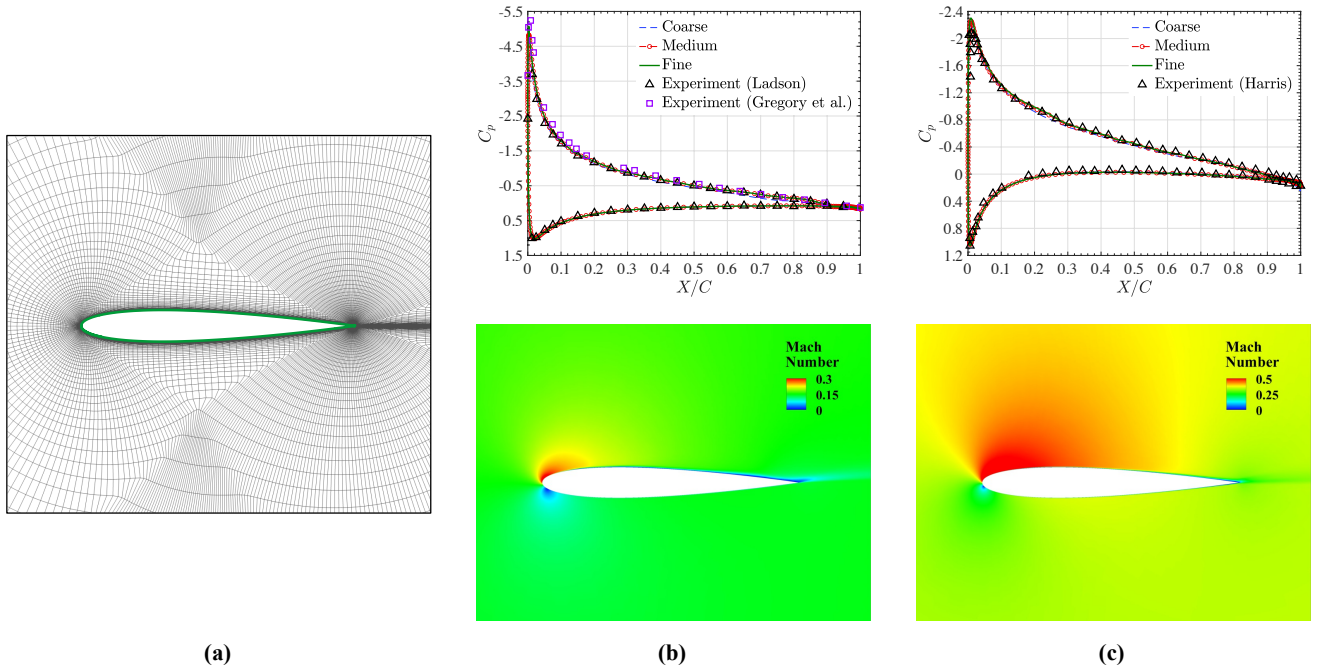 -5.5
-4.5
-3.5
-2.5
-1.5
-0.5
0.5
1.5
C_p
Coarse
Medium
Fine
Experiment (Ladson)
Experiment (Gregory et al.)
0 0.1 0.2 0.3 0.4 0.5 0.6 0.7 0.8 0.9 1
X/C
-2.4
-2
-1.6
-1.2
-0.8
-0.4
0
0.4
0.8
1.2
C_p
Coarse
Medium
Fine
Experiment (Harris)
0 0.1 0.2 0.3 0.4 0.5 0.6 0.7 0.8 0.9 1
X/C
Mach
Number
0.3
0.15
0
Mach
Number
0.5
0.25
0
(a)
(b)
(c)